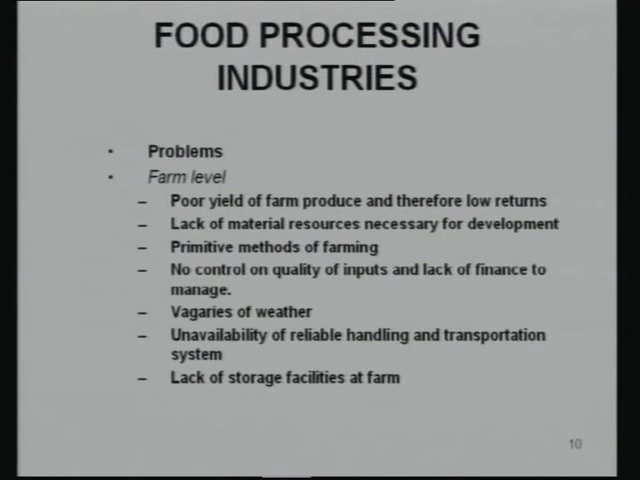 FOOD PROCESSING
INDUSTRIES
• Problems
• Farm level
– Poor yield of farm produce and therefore low returns
– Lack of material resources necessary for development
– Primitive methods of farming
– No control on quality of inputs and lack of finance to
manage.
– Vagaries of weather
– Unavailability of reliable handling and transportation
system
– Lack of storage facilities at farm
10